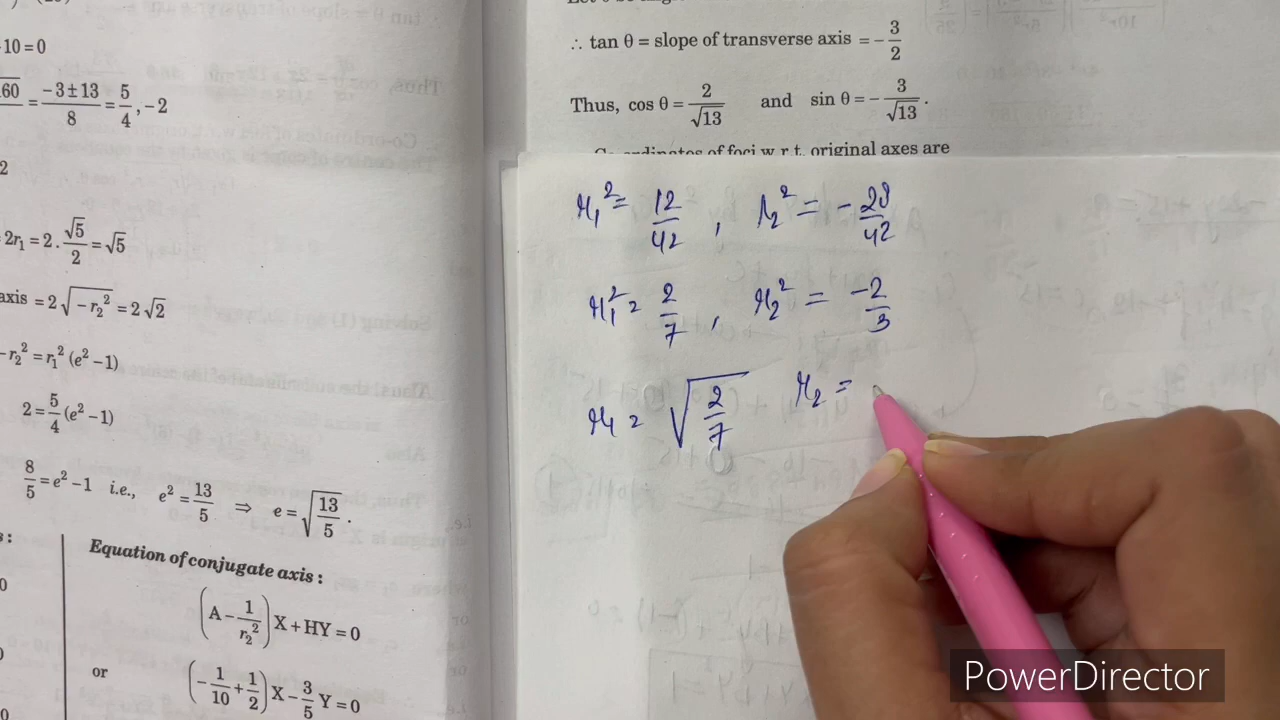 10 = 0
60 = -3 ± 13 / 8 = 5/4, -2
2
2r₁ = 2 . √5/2 = √5
axis = 2√-r₂² = 2√2
-r₂² = r₁² (e² - 1)
2 = 5/4 (e² - 1)
8/5 = e² - 1 i.e., e² = 13/5 ⇒ e = √13/5 .
Equation of conjugate axis :
(A - 1/r₂²) X + HY = 0
or (-1/10 + 1/2) X - 3/5 Y = 0
∴ tan θ = slope of transverse axis = -3/2
Thus, cos θ = 2/√13 and sin θ = -3/√13 .
of foci w.r.t. original axes are
r₁² = 12/42 , r₂² = -28/42
r₁² = 2/7 , r₂² = -2/3
r₁ = √2/7 r₂ =
PowerDirector